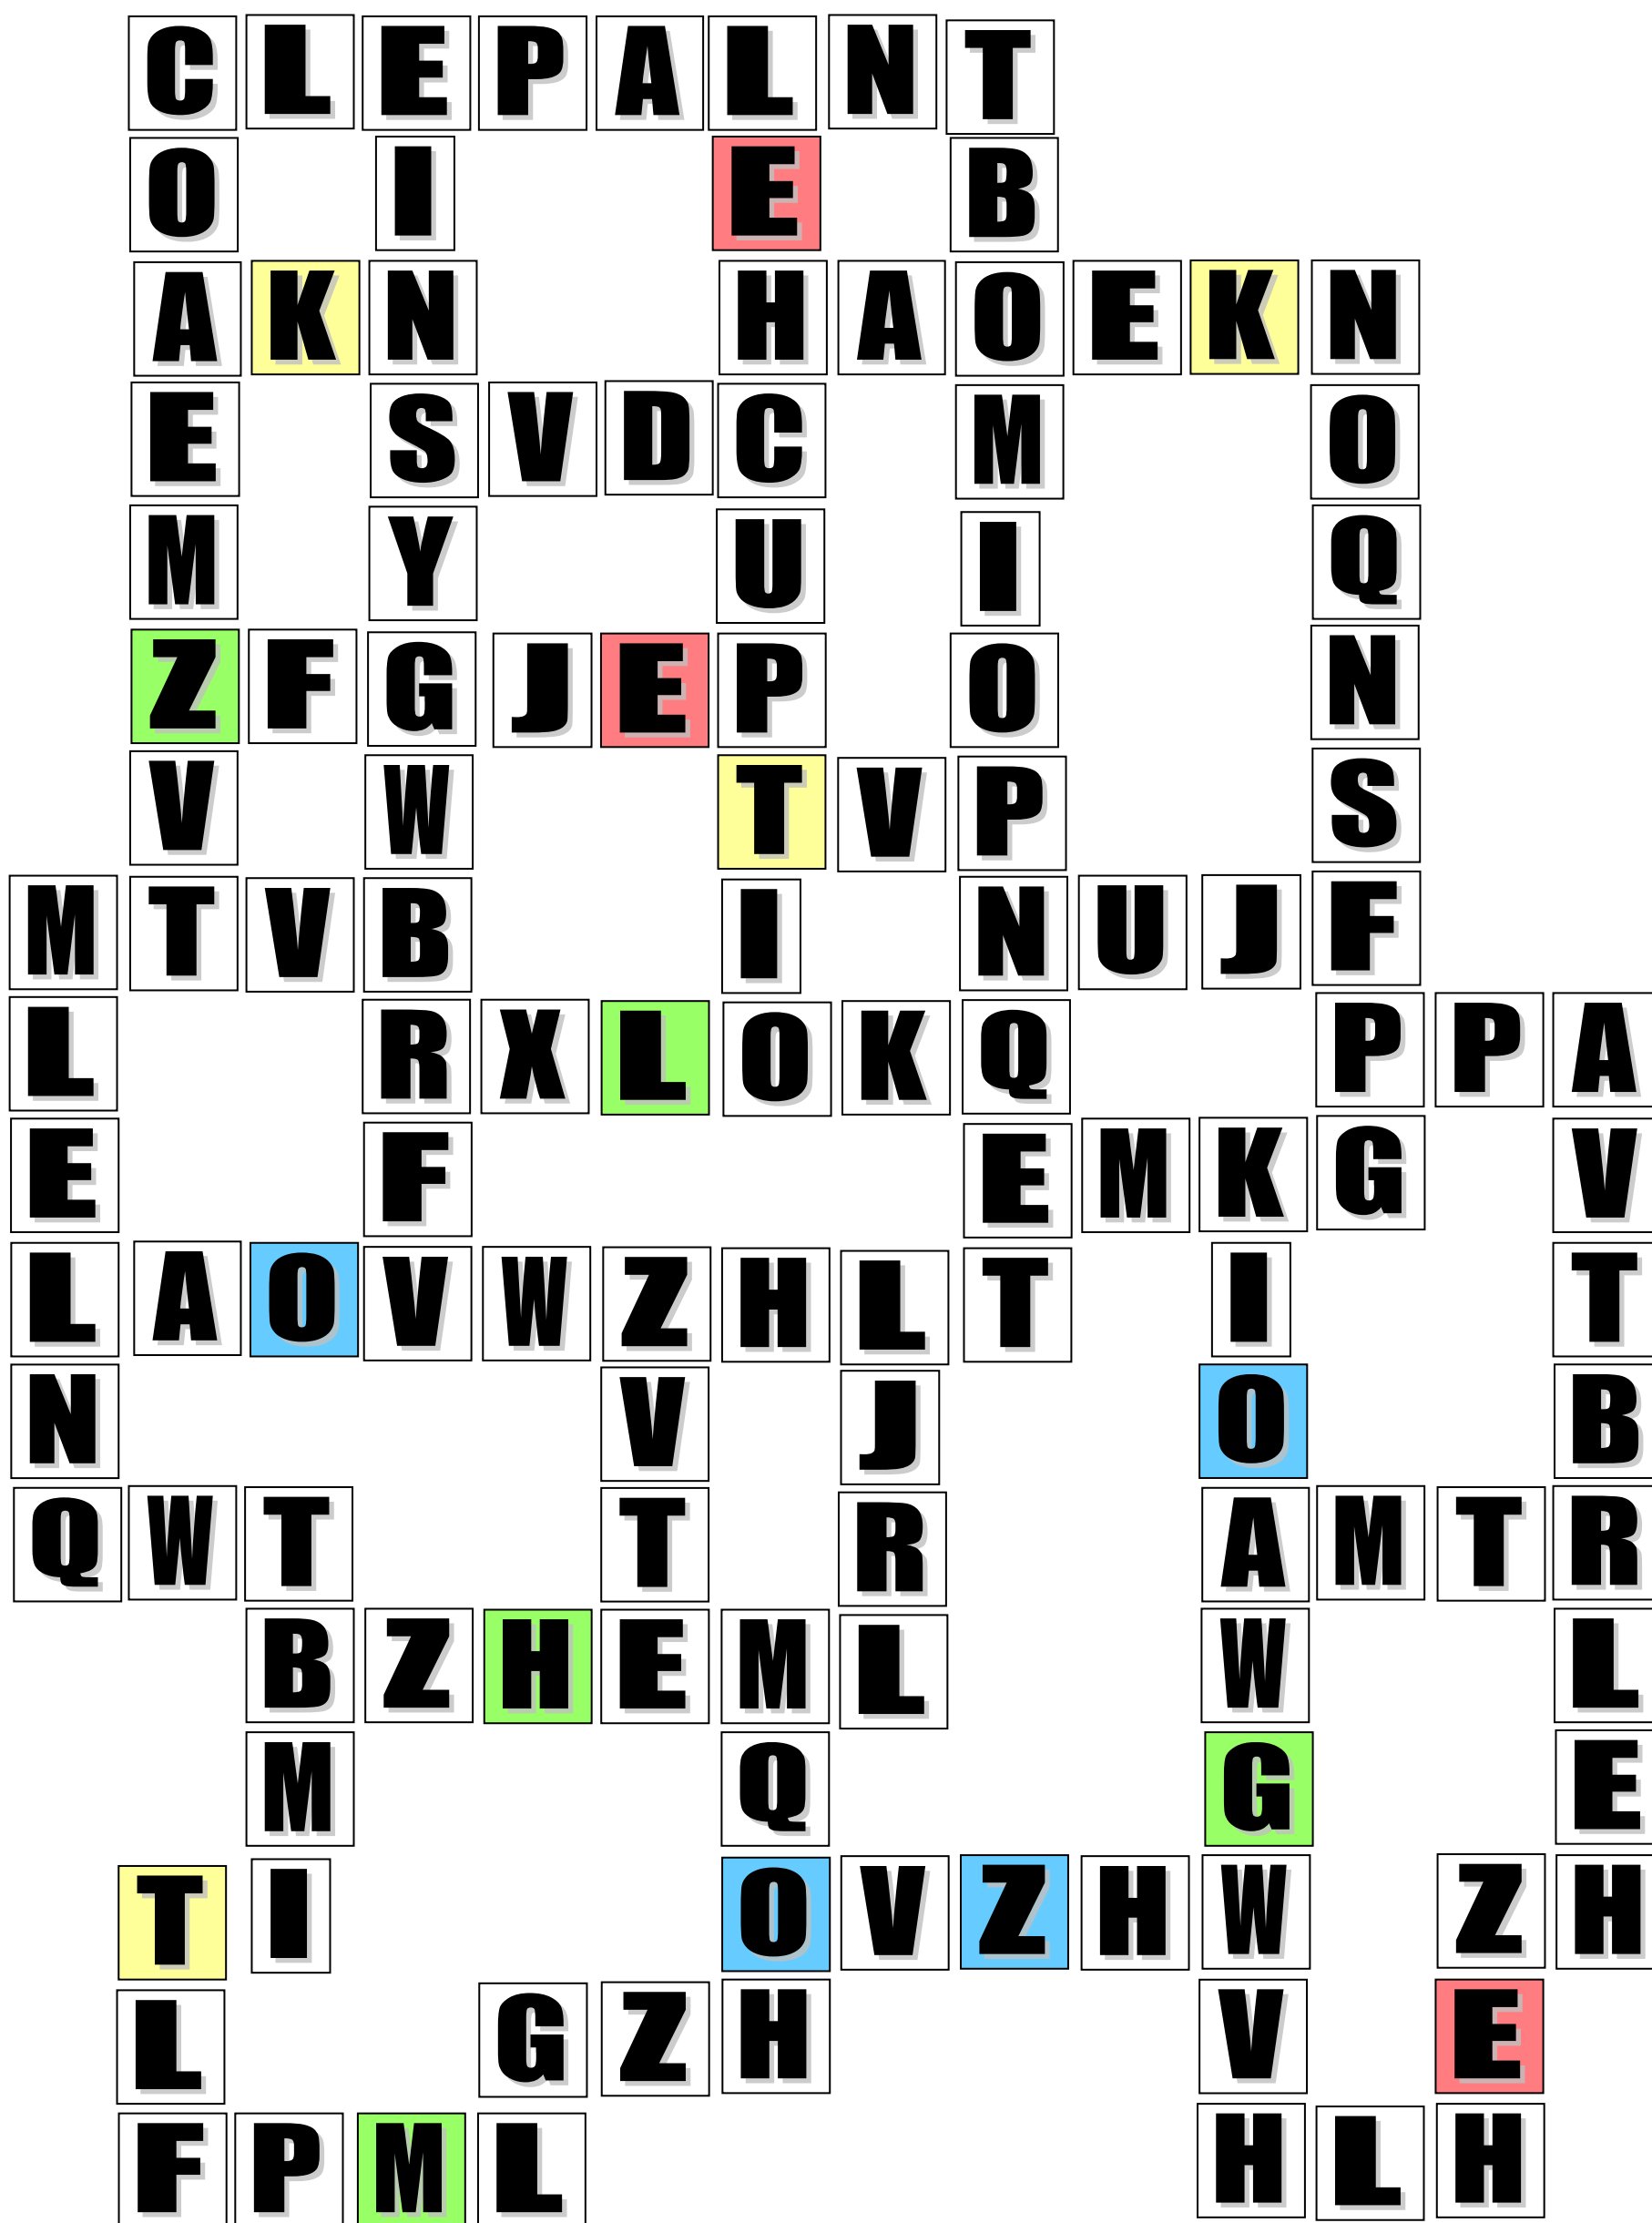 CLEPALNT
O I E B
AKN HAOEKN
E SVDC M O
M Y U I Q
ZFGJEP O N
V W TVP S
MTVB I NUJF
L RXLOKQ PPA
E F EMKG V
LAOVWZHLT I T
N V J O B
QWT T R AMTR
BZHEML W L
M Q G E
TI OVZHW ZH
L GZH V E
FPML HLH